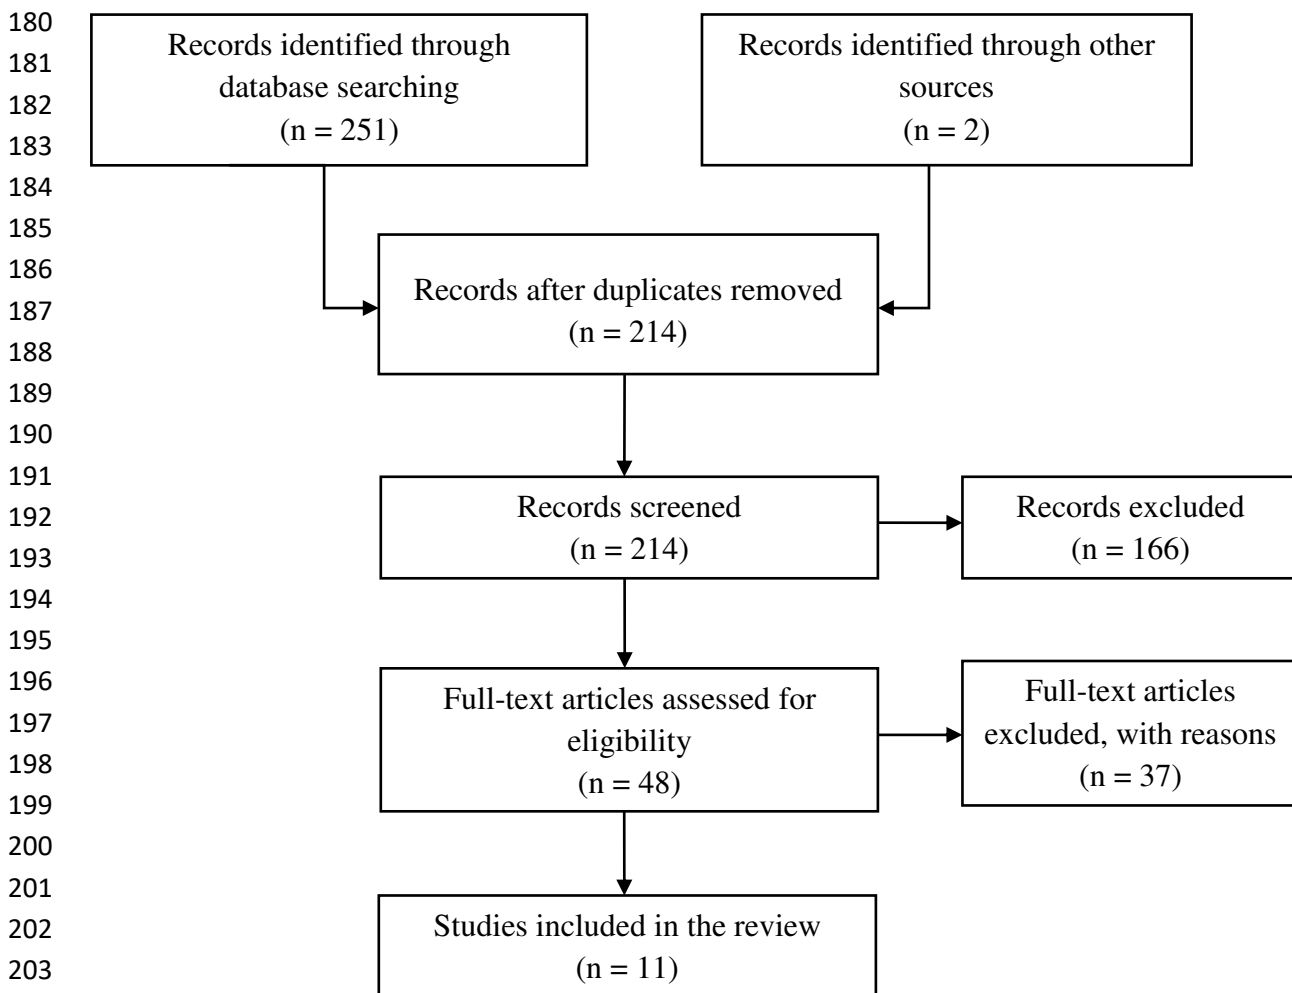 180
181
182
183
184
185
186
187
188
189
190
191
192
193
194
195
196
197
198
199
200
201
202
203
Records identified through
database searching
(n = 251)
Records identified through other
sources
(n = 2)
Records after duplicates removed
(n = 214)
Records screened
(n = 214)
Records excluded
(n = 166)
Full-text articles assessed for
eligibility
(n = 48)
Full-text articles
excluded, with reasons
(n = 37)
Studies included in the review
(n = 11)